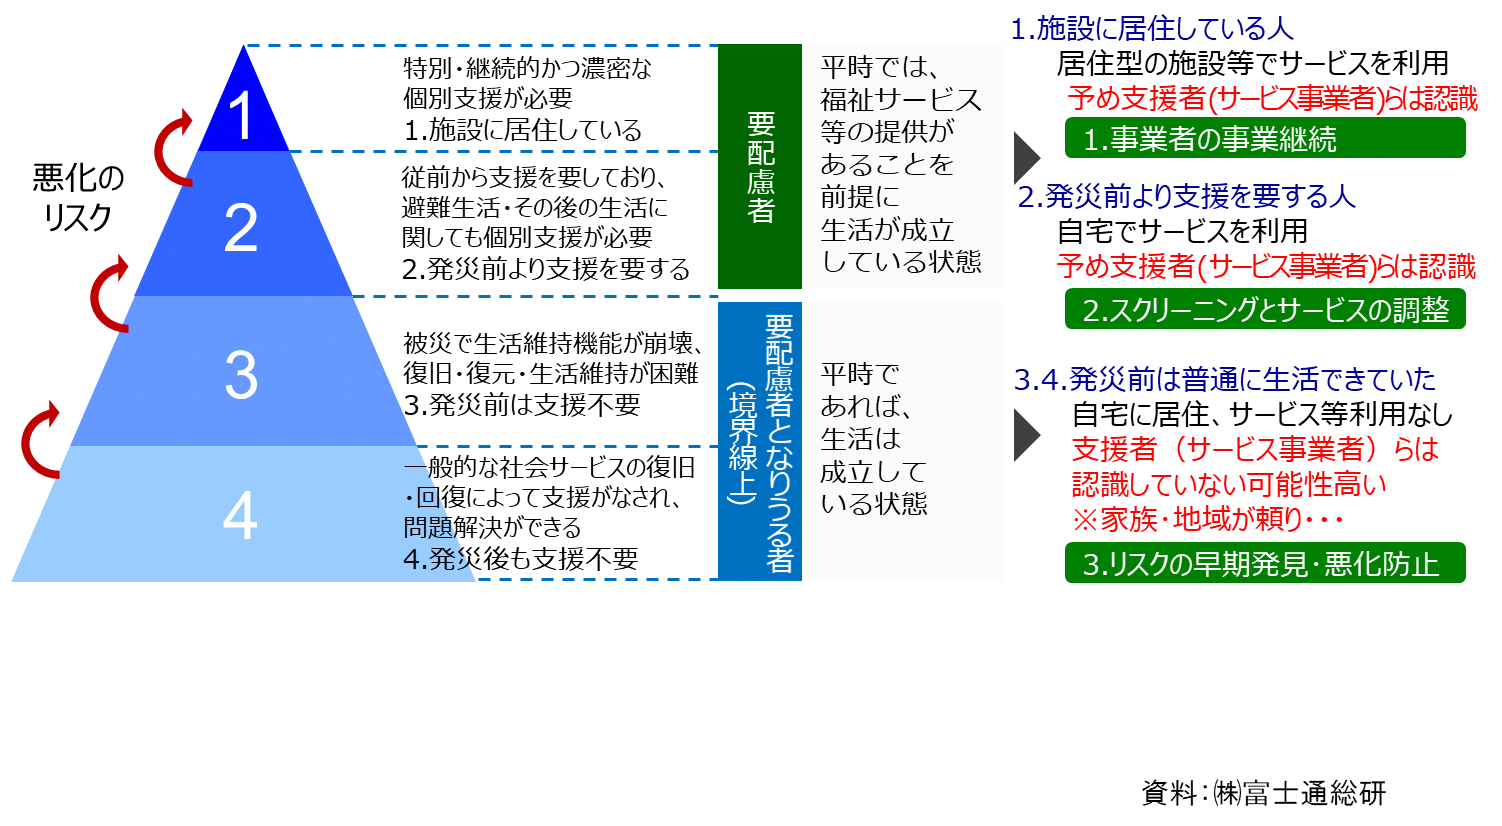 悪化の
リスク
1
2
3
4
特別・継続的かつ濃密な
個別支援が必要
1.施設に居住している
従前から支援を要しており、
避難生活・その後の生活に
関しても個別支援が必要
2.発災前より支援を要する
被災で生活維持機能が崩壊、
復旧・復元・生活維持が困難
3.発災前は支援不要
一般的な社会サービスの復旧
・回復によって支援がなされ、
問題解決ができる
4.発災後も支援不要
要配慮者
要配慮者となりうる者
(境界線上)
平時では、
福祉サービス
等の提供が
あることを
前提に
生活が成立
している状態
平時で
あれば、
生活は
成立して
いる状態
1.施設に居住している人
居住型の施設等でサービスを利用
予め支援者(サービス事業者)らは認識
1.事業者の事業継続
2.発災前より支援を要する人
自宅でサービスを利用
予め支援者(サービス事業者)らは認識
2.スクリーニングとサービスの調整
3.4.発災前は普通に生活できていた
自宅に居住、サービス等利用なし
支援者（サービス事業者）らは
認識していない可能性高い
※家族・地域が頼り・・・
3.リスクの早期発見・悪化防止
資料：㈱富士通総研